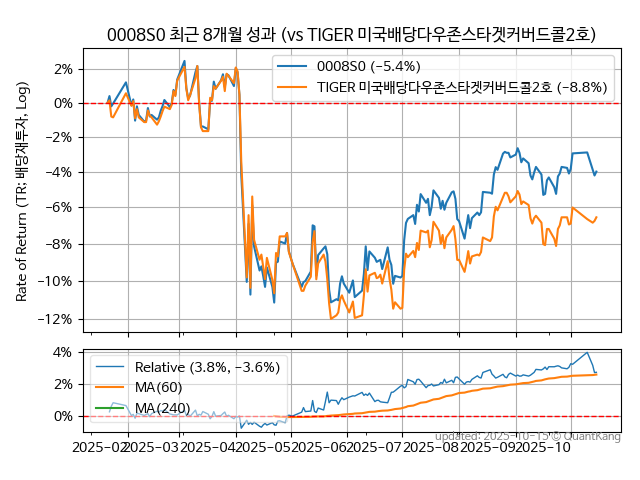 0008S0 최근 8개월 성과 (vs TIGER 미국배당다우존스타겟커버드콜2호)
Rate of Return (TR: 배당재투자, Log)
2%
0%
−2%
−4%
−6%
−8%
−10%
−12%
0008S0 (−5.4%)
TIGER 미국배당다우존스타겟커버드콜2호 (−8.8%)
4%
2%
0%
Relative (3.8%, −3.6%)
MA(60)
MA(240)
updated: 2025-10-15 © QuantKang
2025-02 2025-03 2025-04 2025-05 2025-06 2025-07 2025-08 2025-09 2025-10